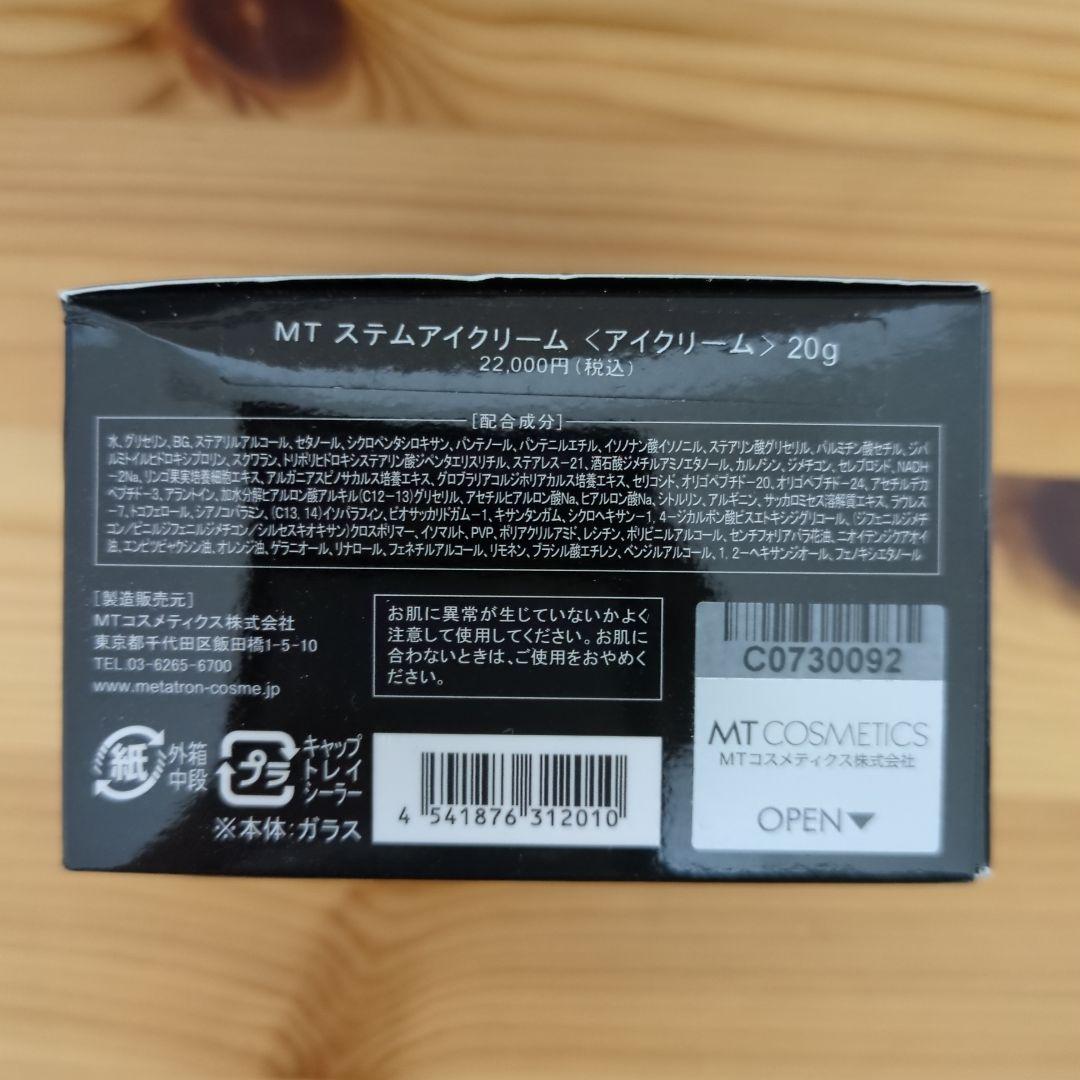 MT ステムアイクリーム〈アイクリーム〉20g
22,000円(税込)
[配合成分]
水、グリセリン、BG、ステアリルアルコール、セタノール、シクロペンタシロキサン、パンテノール、パンテニルエチル、イソノナン酸イソノニル、ステアリン酸グリセリル、パルミチン酸セチル、ジパ
ルミトイルヒドロキシプロリン、スクワラン、トリポリヒドロキシステアリン酸ジペンタエリスリチル、ステアレス-21、酒石酸ジメチルアミノエタノール、カルノシン、ジメチコン、セレブロシド、NADH
-2Na、リンゴ果実培養細胞エキス、アルガニアスピノサカルス培養エキス、グロブラリアコルジホリアカルス培養エキス、セリコシド、オリゴペプチド-20、オリゴペプチド-24、アセチルデカ
ペプチド-3、アラントイン、加水分解ヒアルロン酸アルキル(C12-13)グリセリル、アセチルヒアルロン酸Na、ヒアルロン酸Na、シトルリン、アルギニン、サッカロミセス溶解質エキス、ラウレス
-7、トコフェロール、シアノコバラミン、(C13,14)イソパラフィン、ビオサッカリドガム-1、キサンタンガム、シクロヘキサン-1,4-ジカルボン酸ビスエトキシジグリコール、(ジフェニルジメチ
コン/ビニルジフェニルジメチコン/シルセスキオキサン)クロスポリマー、イソマルト、PVP、ポリアクリルアミド、レシチン、ポリビニルアルコール、センチフォリアバラ花油、ニオイテンジクアオイ
油、エンピツビャクシン油、オレンジ油、ゲラニオール、リナロール、フェネチルアルコール、リモネン、ブラシル酸エチレン、ベンジルアルコール、1,2-ヘキサンジオール、フェノキシエタノール
[製造販売元]
MTコスメティクス株式会社
東京都千代田区飯田橋1-5-10
TEL.03-6265-6700
www.metatron-cosme.jp
お肌に異常が生じていないかよく
注意して使用してください。お肌に
合わないときは、ご使用をおやめく
ださい。
C0730092
MT COSMETICS
MTコスメティクス株式会社
OPEN▼
紙 外箱
中段
プラ キャップ
トレイ
シーラー
※本体:ガラス
4 541876 312010